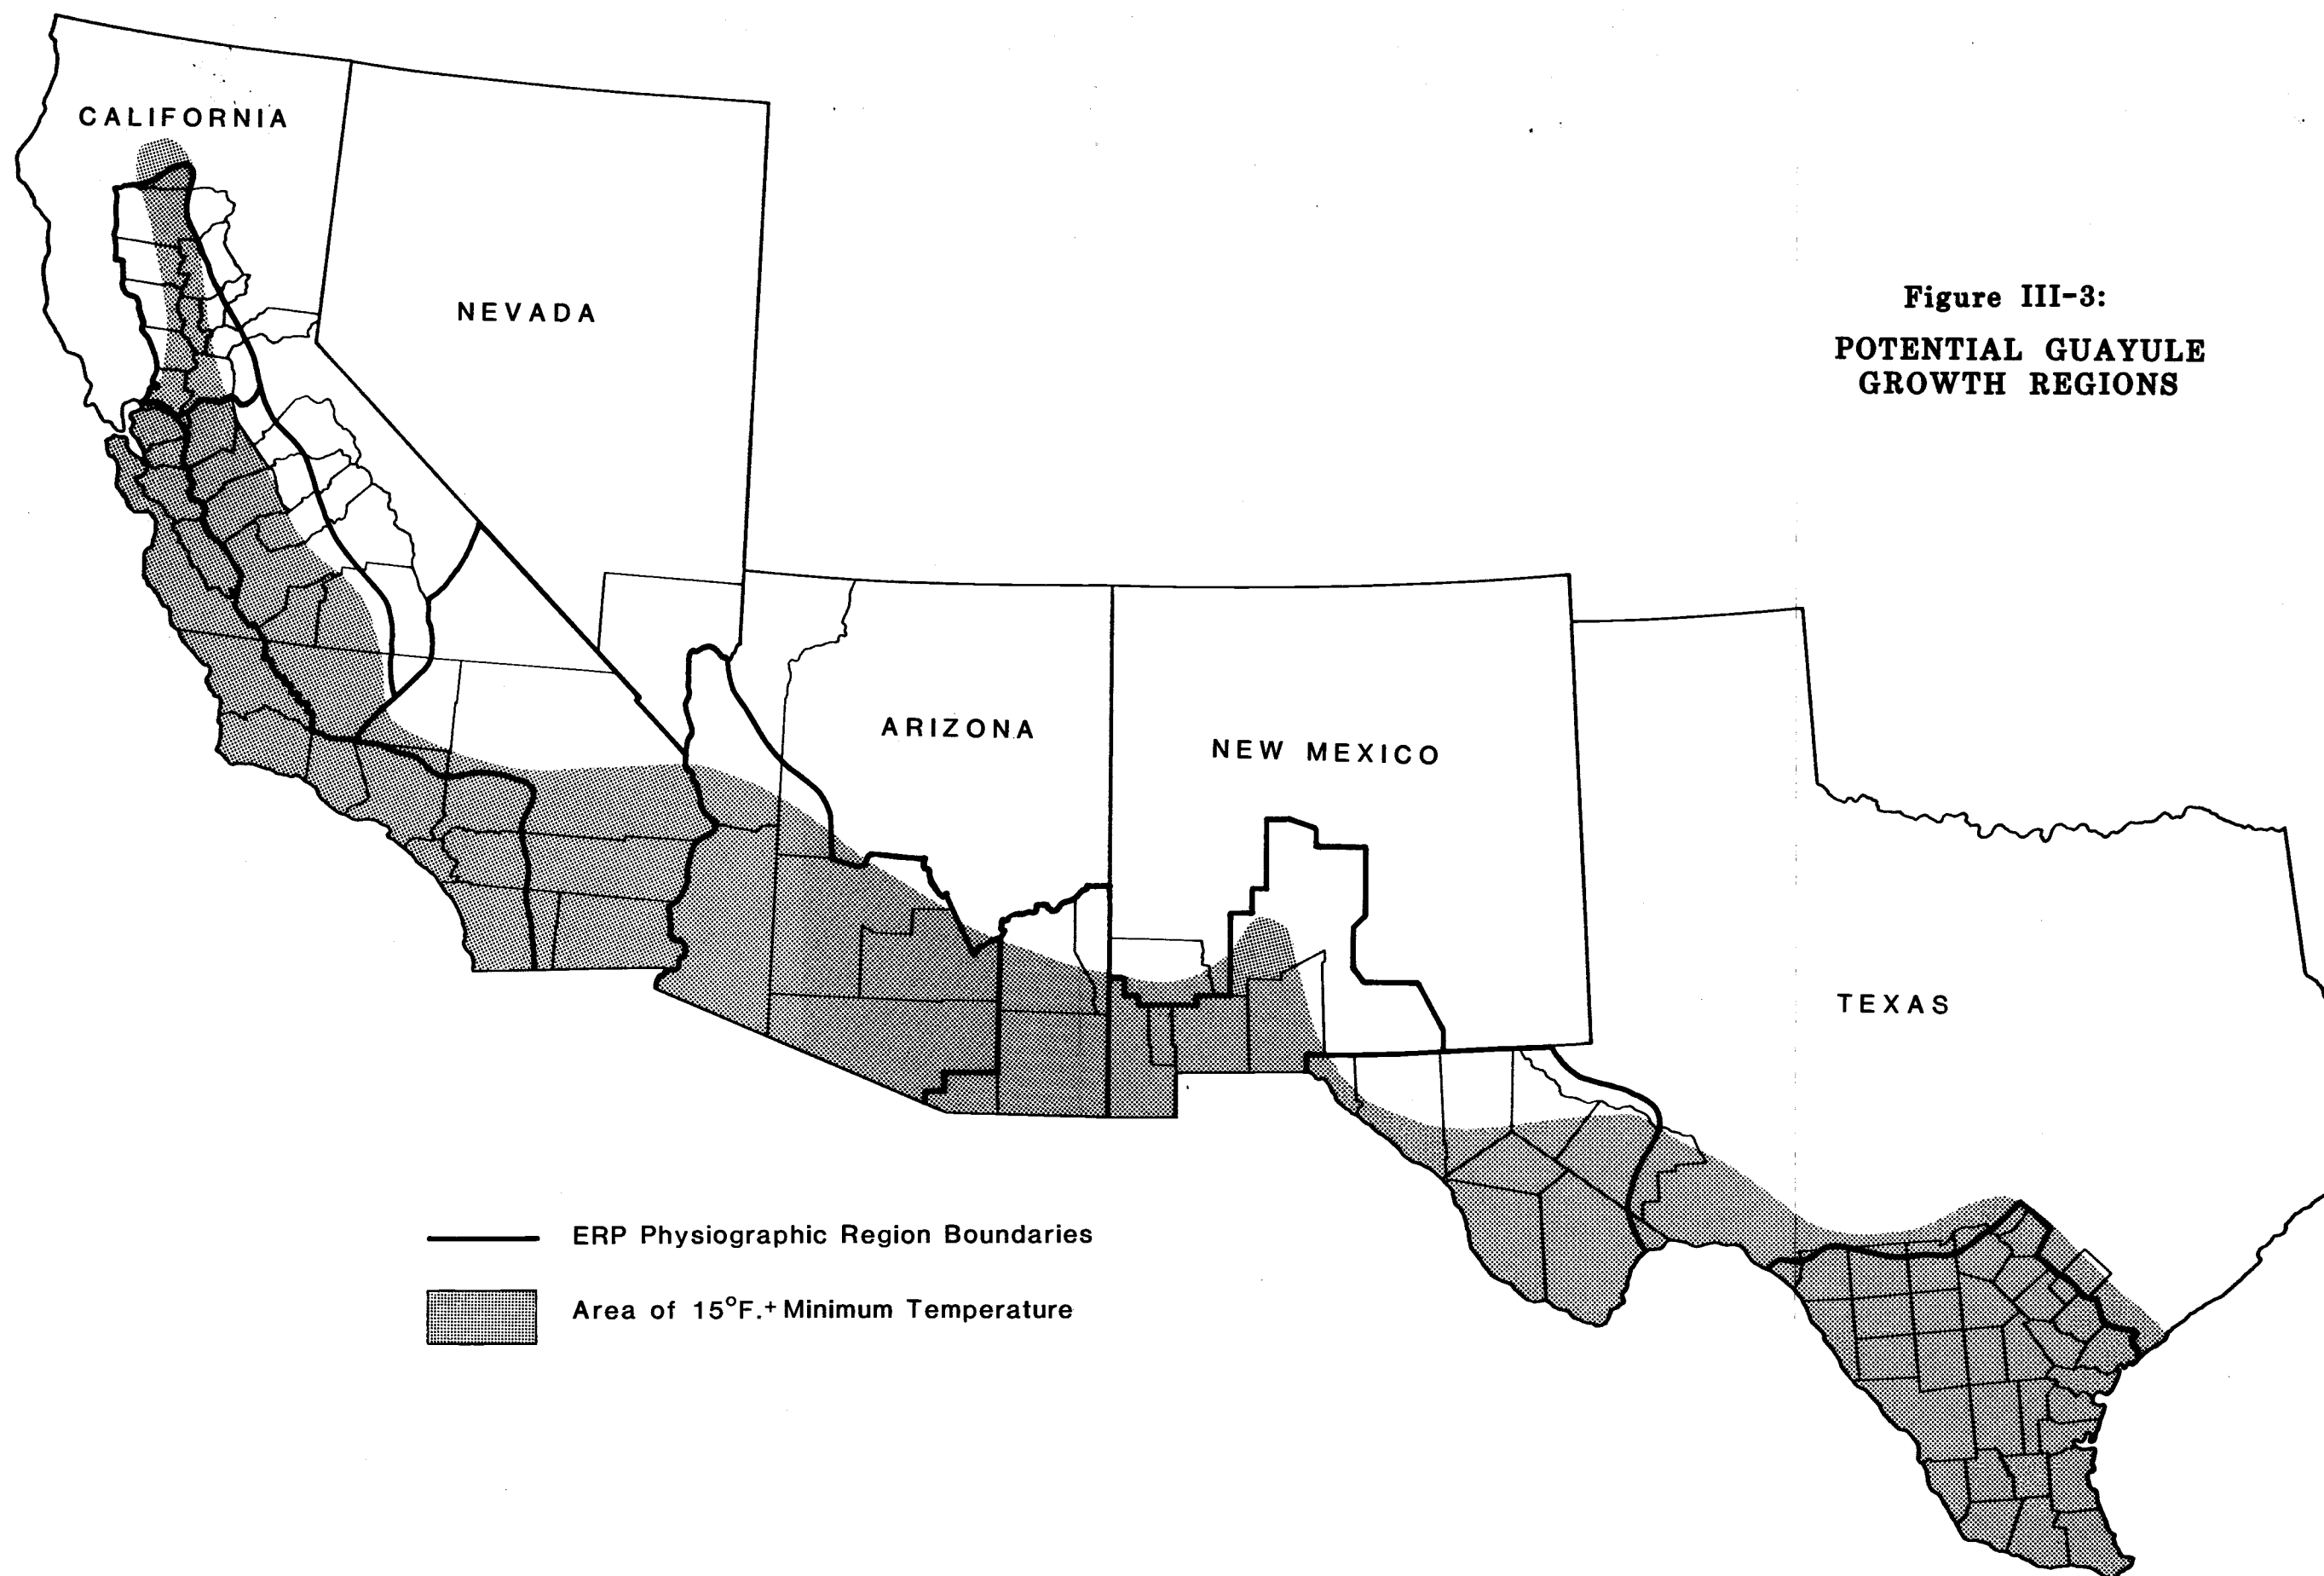 CALIFORNIA
NEVADA
Figure III-3:
POTENTIAL GUAYULE
GROWTH REGIONS
ARIZONA
NEW MEXICO
TEXAS
ERP Physiographic Region Boundaries
Area of 15°F.+ Minimum Temperature